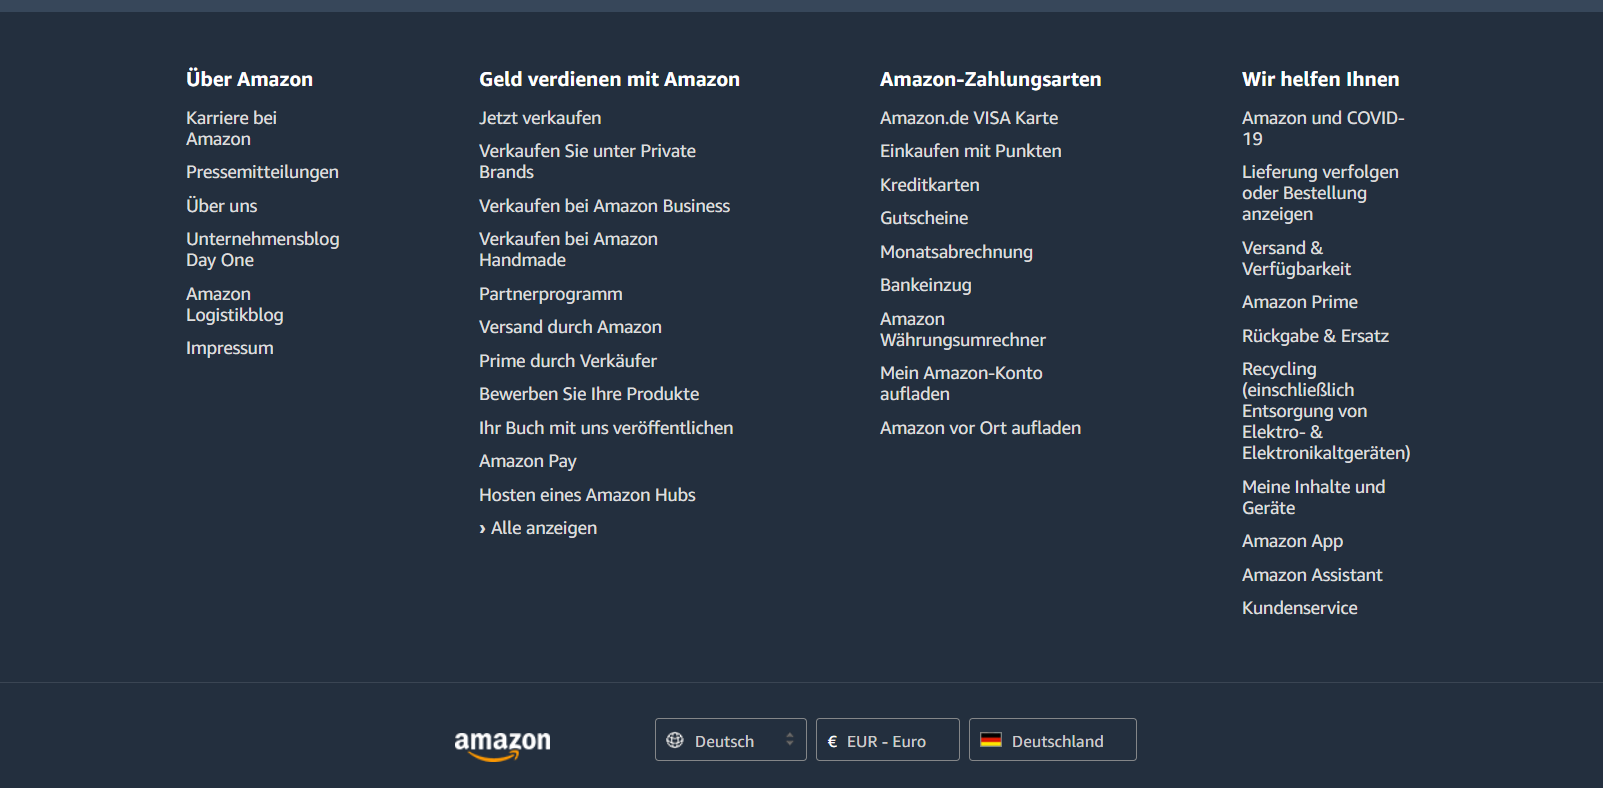 Über Amazon
Karriere bei
Amazon
Pressemitteilungen
Über uns
Unternehmensblog
Day One
Amazon
Logistikblog
Impressum
Geld verdienen mit Amazon
Jetzt verkaufen
Verkaufen Sie unter Private
Brands
Verkaufen bei Amazon Business
Verkaufen bei Amazon
Handmade
Partnerprogramm
Versand durch Amazon
Prime durch Verkäufer
Bewerben Sie Ihre Produkte
Ihr Buch mit uns veröffentlichen
Amazon Pay
Hosten eines Amazon Hubs
› Alle anzeigen
Amazon-Zahlungsarten
Amazon.de VISA Karte
Einkaufen mit Punkten
Kreditkarten
Gutscheine
Monatsabrechnung
Bankeinzug
Amazon
Währungsumrechner
Mein Amazon-Konto
aufladen
Amazon vor Ort aufladen
Wir helfen Ihnen
Amazon und COVID-
19
Lieferung verfolgen
oder Bestellung
anzeigen
Versand &
Verfügbarkeit
Amazon Prime
Rückgabe & Ersatz
Recycling
(einschließlich
Entsorgung von
Elektro- &
Elektronikaltgeräten)
Meine Inhalte und
Geräte
Amazon App
Amazon Assistant
Kundenservice
amazon
Deutsch
€ EUR - Euro
Deutschland